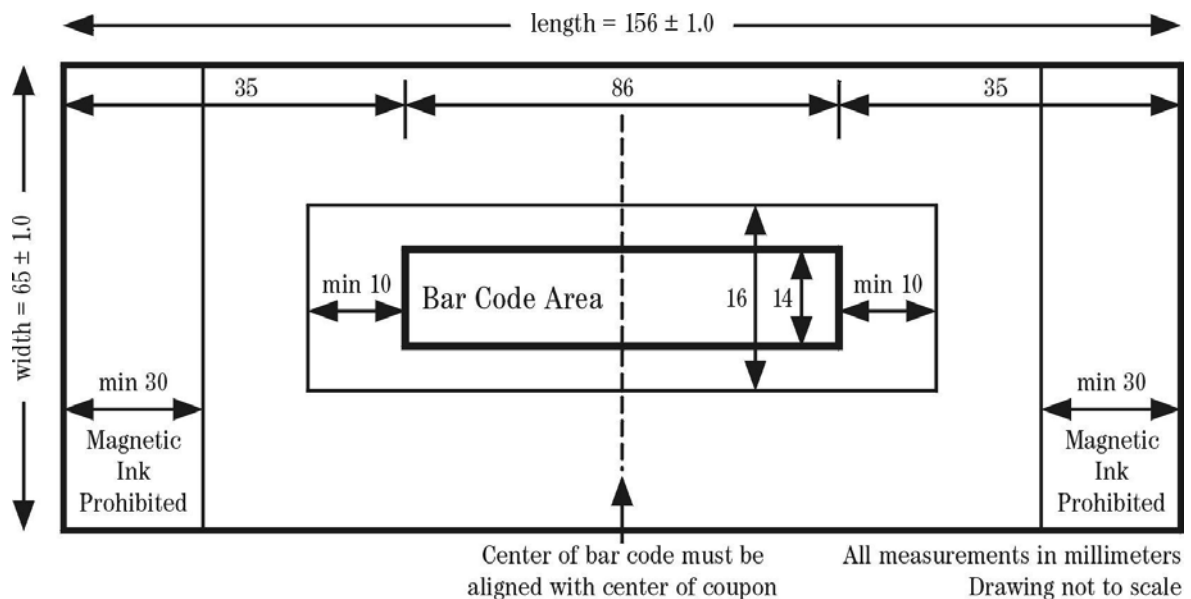 length = 156 ± 1.0
35
86
35
width = 65 ± 1.0
min 10
Bar Code Area
16
14
min 10
min 30
Magnetic
Ink
Prohibited
min 30
Magnetic
Ink
Prohibited
Center of bar code must be
aligned with center of coupon
All measurements in millimeters
Drawing not to scale